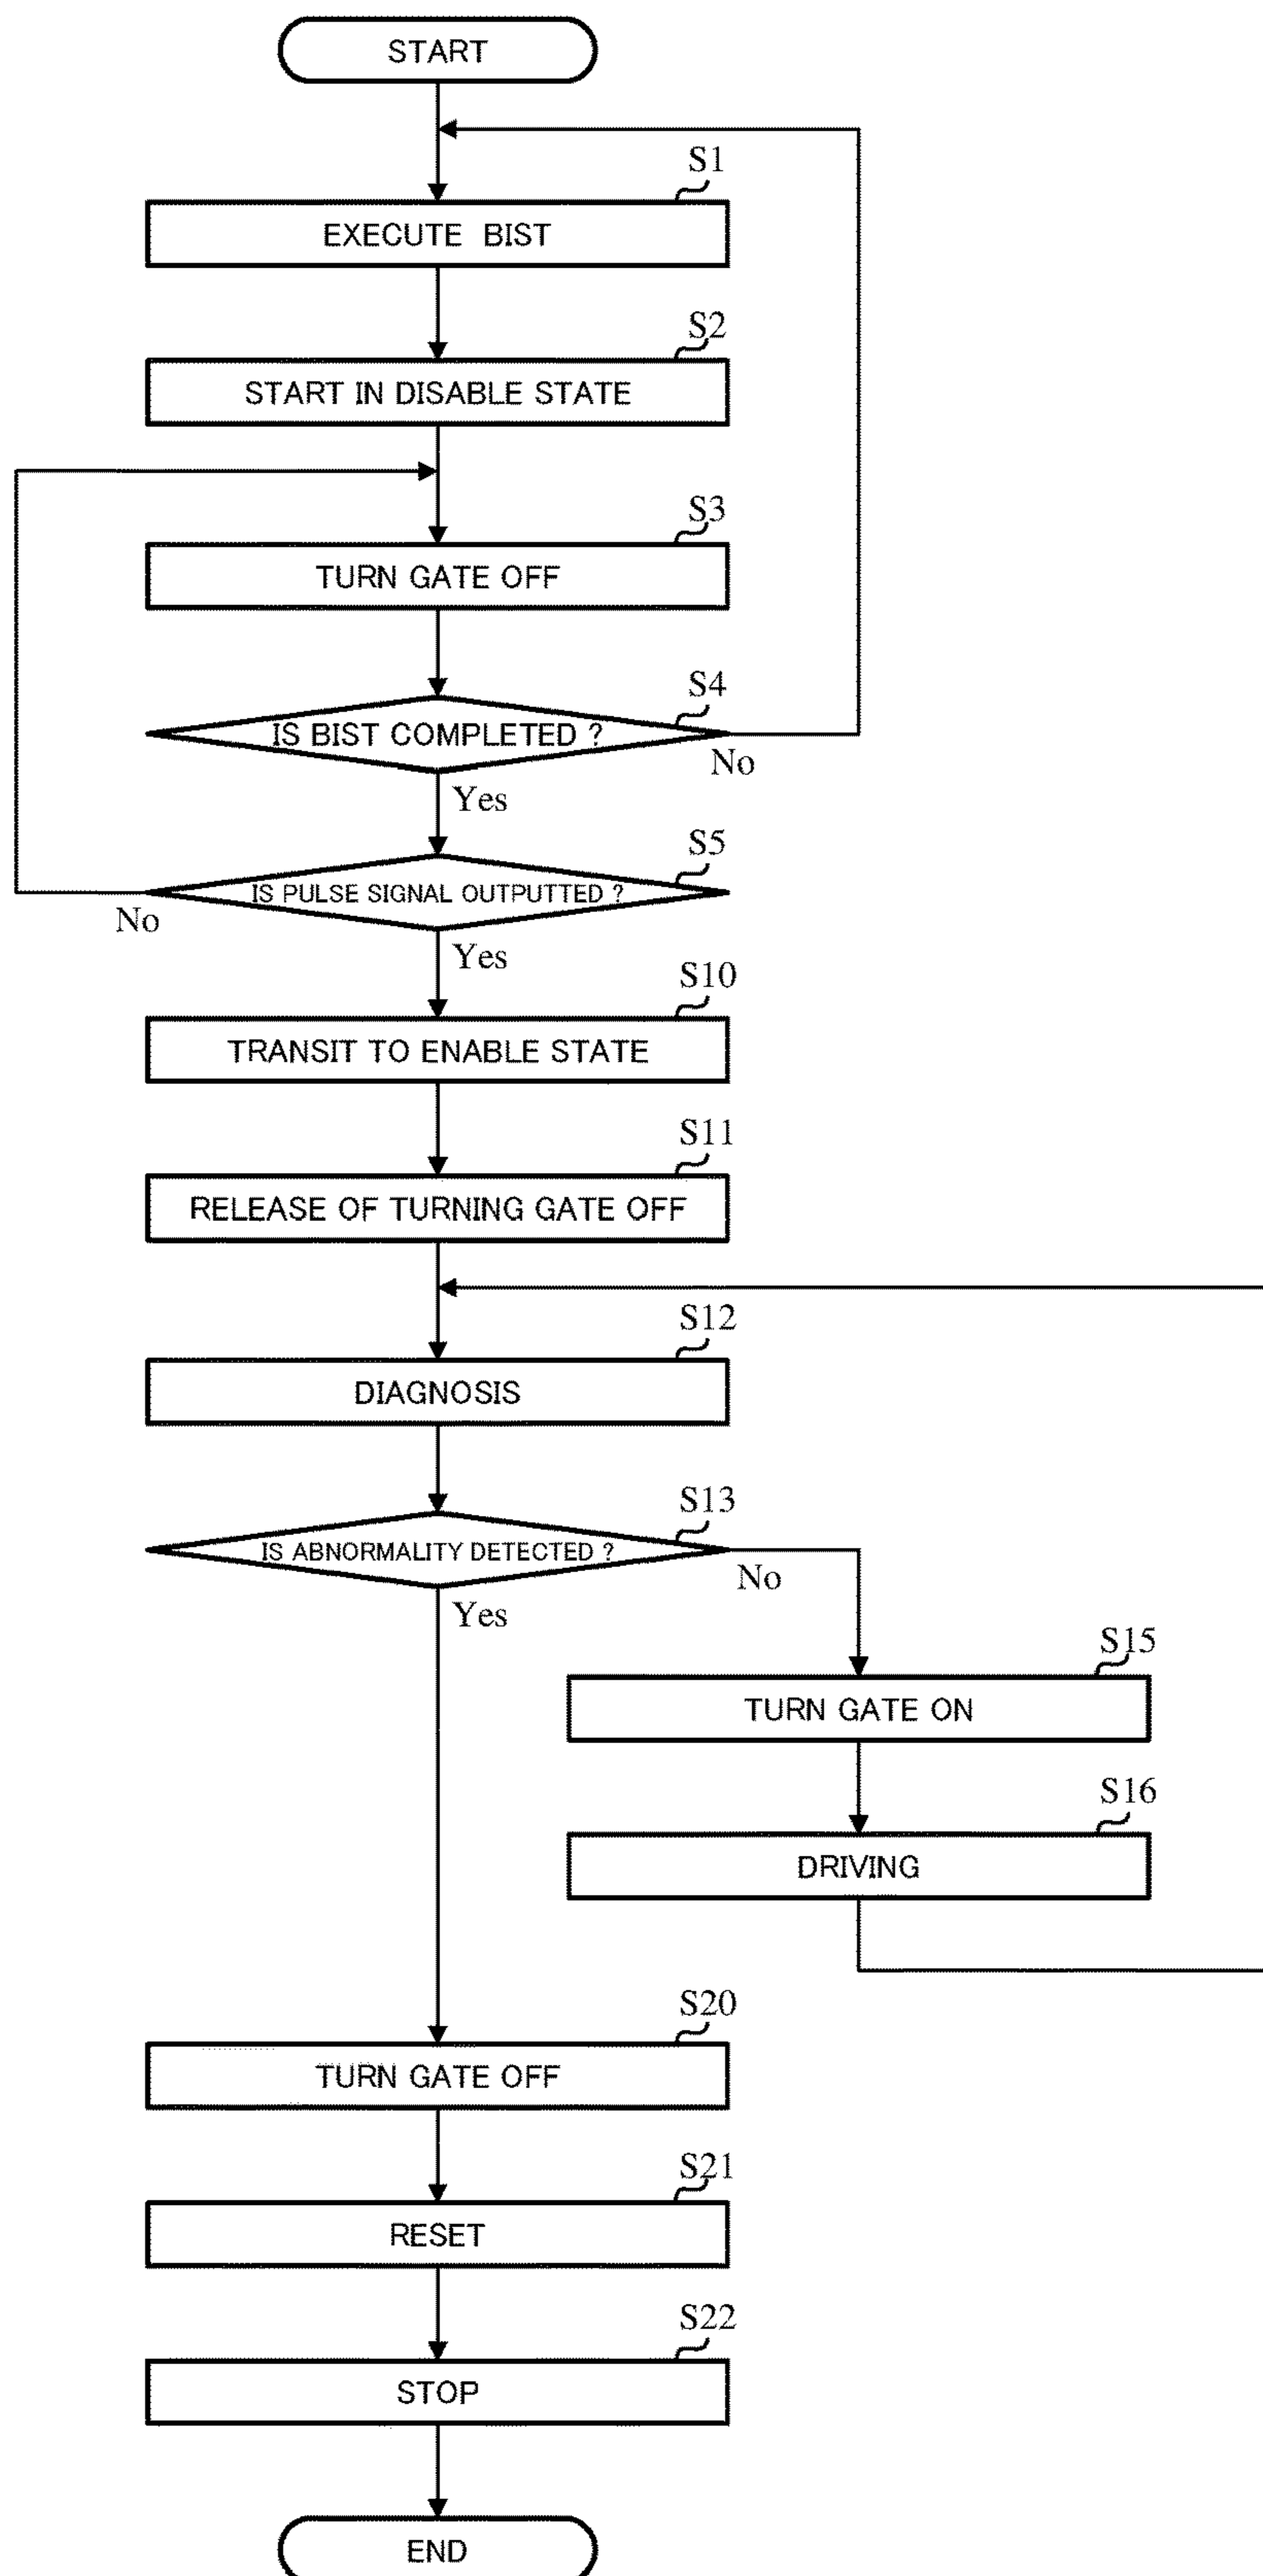 START
S1
EXECUTE BIST
S2
START IN DISABLE STATE
S3
TURN GATE OFF
S4
IS BIST COMPLETED ?
No
Yes
S5
IS PULSE SIGNAL OUTPUTTED ?
No
Yes
S10
TRANSIT TO ENABLE STATE
S11
RELEASE OF TURNING GATE OFF
S12
DIAGNOSIS
S13
IS ABNORMALITY DETECTED ?
No
Yes
S15
TURN GATE ON
S16
DRIVING
S20
TURN GATE OFF
S21
RESET
S22
STOP
END